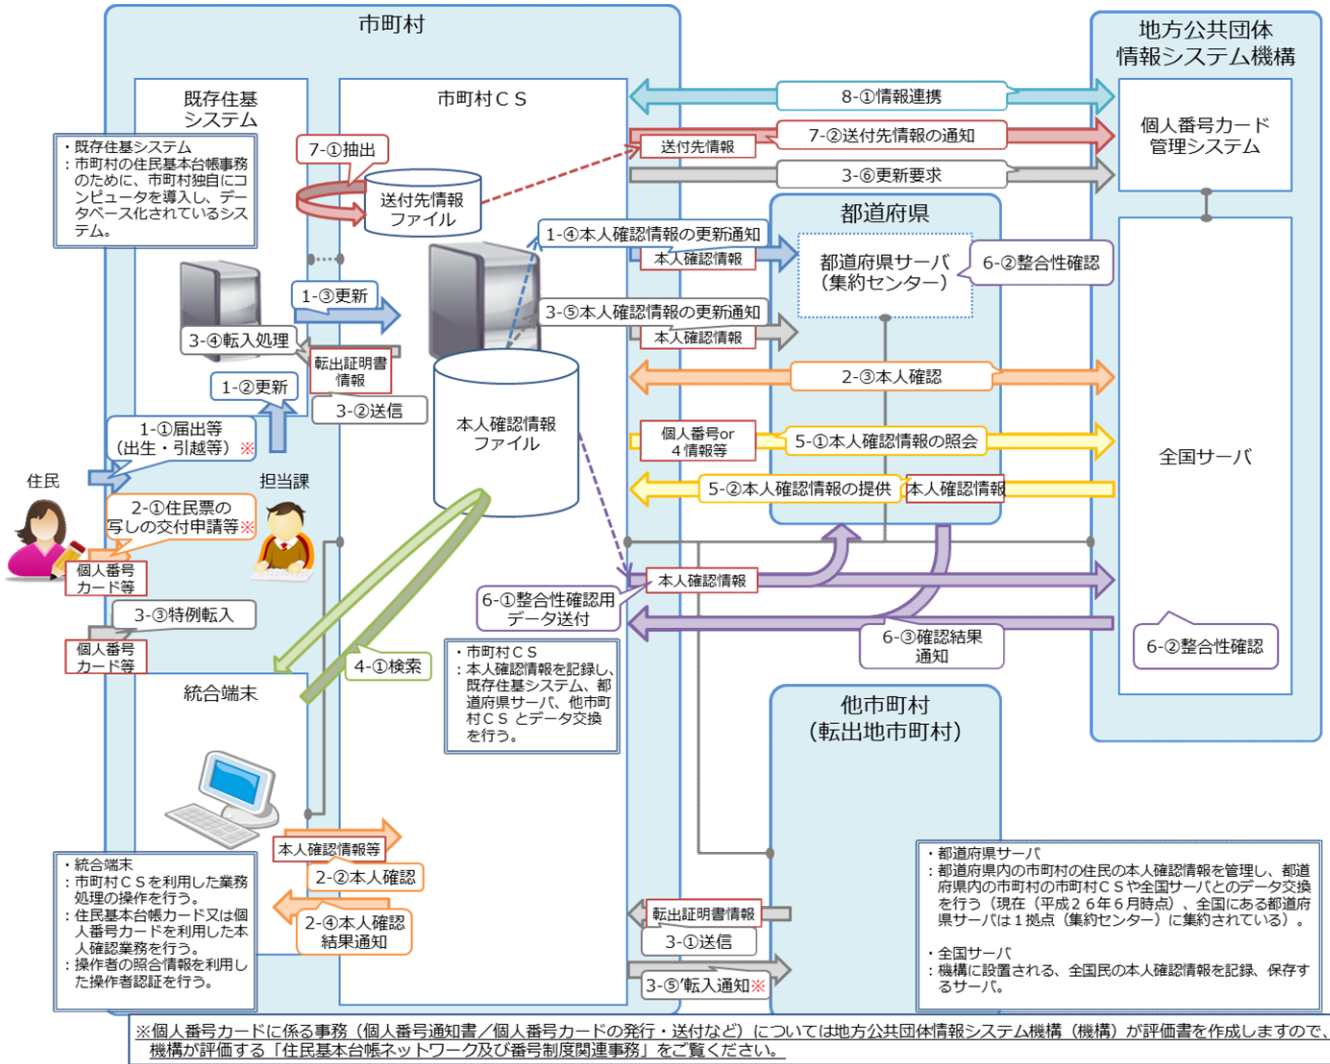 市町村
地方公共団体
情報システム機構
既存住基
システム
市町村ＣＳ
・既存住基システム
：市町村の住民基本台帳事務
のために、市町村独自にコ
ンピュータを導入し、デー
タベース化されているシス
テム。
7-①抽出
送付先情報
ファイル
8-①情報連携
7-②送付先情報の通知
送付先情報
3-⑥更新要求
個人番号カード
管理システム
都道府県
1-④本人確認情報の更新通知
本人確認情報
都道府県サーバ
（集約センター）
6-②整合性確認
1-③更新
3-⑤本人確認情報の更新通知
本人確認情報
3-④転入処理
転出証明書
情報
3-②送信
1-②更新
2-③本人確認
本人確認情報
ファイル
1-①届出等
（出生・引越等）※
個人番号or
４情報等
5-①本人確認情報の照会
全国サーバ
住民
担当課
5-②本人確認情報の提供
本人確認情報
2-①住民票の
写しの交付申請等※
個人番号
カード等
3-③特例転入
個人番号
カード等
本人確認情報
6-①整合性確認用
データ送付
6-③確認結果
通知
6-②整合性確認
4-①検索
・市町村ＣＳ
：本人確認情報を記録し、
既存住基システム、都
道府県サーバ、他市町
村ＣＳ とデータ交換
を行う。
統合端末
他市町村
（転出地市町村）
本人確認情報等
2-②本人確認
2-④本人確認
結果通知
・統合端末
：市町村ＣＳを利用した業務
処理の操作を行う。
：住民基本台帳カード又は個
人番号カードを利用した本
人確認業務を行う。
：操作者の照合情報を利用し
た操作者認証を行う。
転出証明書情報
3-①送信
3-⑤’転入通知※
・都道府県サーバ
：都道府県内の市町村の住民の本人確認情報を管理し、都道
府県内の市町村の市町村ＣＳや全国サーバとのデータ交換
を行う（現在（平成２６年６月時点）、全国にある都道府
県サーバは１拠点（集約センター）に集約されている）。
・全国サーバ
：機構に設置される、全国民の本人確認情報を記録、保存す
るサーバ。
※個人番号カードに係る事務（個人番号通知書／個人番号カードの発行・送付など）については地方公共団体情報システム機構（機構）が評価書を作成しますので、
機構が評価する「住民基本台帳ネットワーク及び番号制度関連事務」をご覧ください。